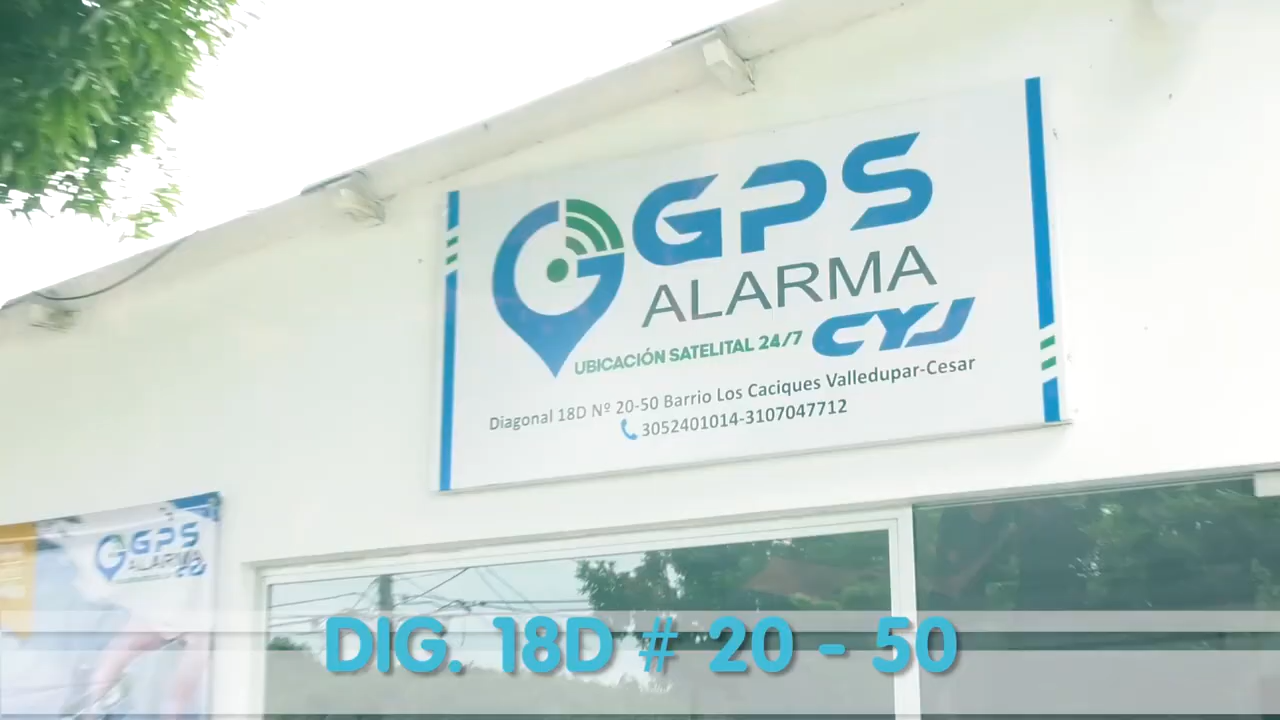 GPS
ALARMA
UBICACIÓN SATELITAL 24/7 CYJ
Diagonal 18D Nº 20-50 Barrio Los Caciques Valledupar-Cesar
3052401014-3107047712
GPS
ALARMA
CYJ
DIG. 18D # 20 - 50